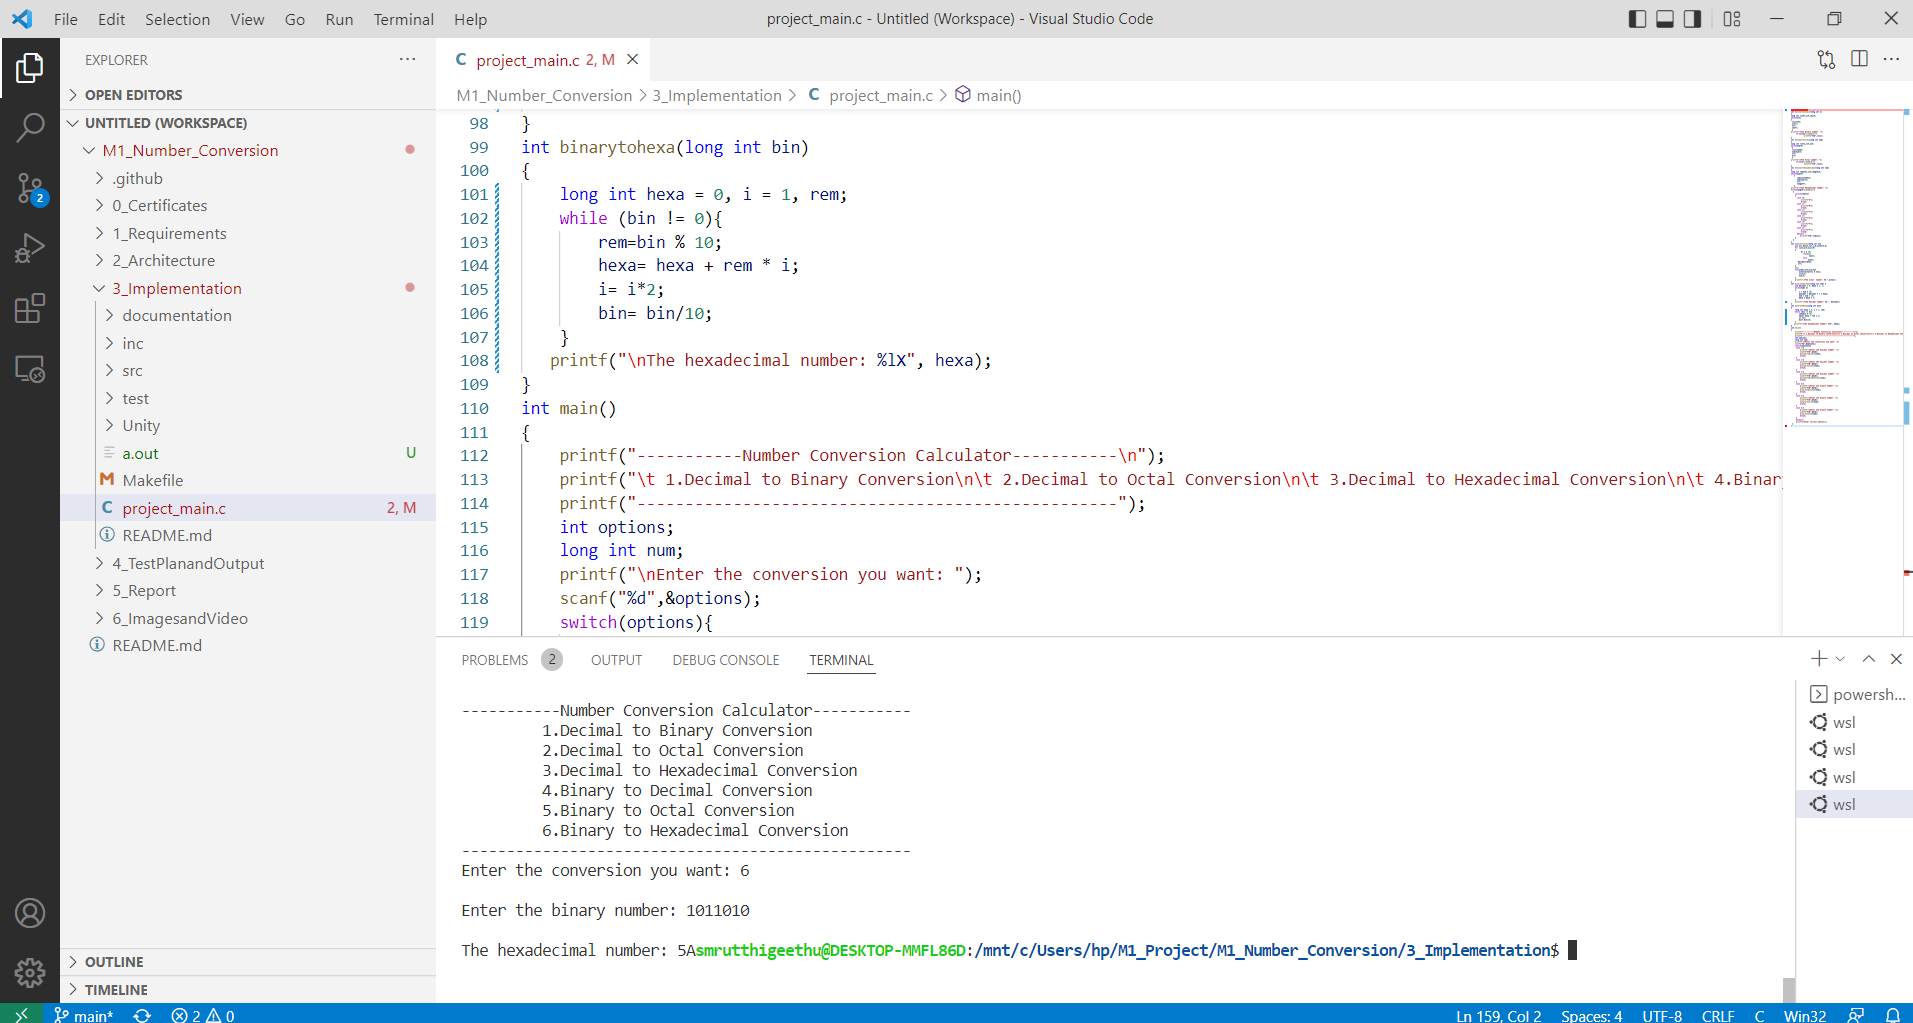 File Edit Selection View Go Run Terminal Help
project_main.c - Untitled (Workspace) - Visual Studio Code
EXPLORER
OPEN EDITORS
UNTITLED (WORKSPACE)
M1_Number_Conversion
.github
0_Certificates
1_Requirements
2_Architecture
3_Implementation
documentation
inc
src
test
Unity
a.out U
M Makefile
C project_main.c 2, M
README.md
4_TestPlanandOutput
5_Report
6_ImagesandVideo
README.md
OUTLINE
TIMELINE
2
C project_main.c 2, M
M1_Number_Conversion > 3_Implementation > C project_main.c > main()
98 }
99 int binarytohexa(long int bin)
100 {
101 long int hexa = 0, i = 1, rem;
102 while (bin != 0){
103 rem=bin % 10;
104 hexa= hexa + rem * i;
105 i= i*2;
106 bin= bin/10;
107 }
108 printf("\nThe hexadecimal number: %lX", hexa);
109 }
110 int main()
111 {
112 printf("-----------Number Conversion Calculator-----------\n");
113 printf("\t 1.Decimal to Binary Conversion\n\t 2.Decimal to Octal Conversion\n\t 3.Decimal to Hexadecimal Conversion\n\t 4.Binar
114 printf("--------------------------------------------------");
115 int options;
116 long int num;
117 printf("\nEnter the conversion you want: ");
118 scanf("%d",&options);
119 switch(options){
PROBLEMS 2 OUTPUT DEBUG CONSOLE TERMINAL
-----------Number Conversion Calculator-----------
1.Decimal to Binary Conversion
2.Decimal to Octal Conversion
3.Decimal to Hexadecimal Conversion
4.Binary to Decimal Conversion
5.Binary to Octal Conversion
6.Binary to Hexadecimal Conversion
--------------------------------------------------
Enter the conversion you want: 6
Enter the binary number: 1011010
The hexadecimal number: 5Asmrutthigeethu@DESKTOP-MMFL86D:/mnt/c/Users/hp/M1_Project/M1_Number_Conversion/3_Implementation$
powersh...
wsl
wsl
wsl
wsl
main* 2 0
Ln 159, Col 2 Spaces: 4 UTF-8 CRLF C Win32